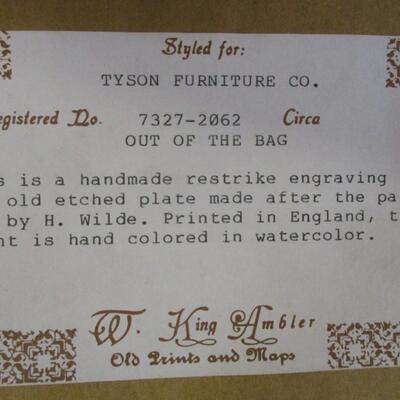 Styled for:
TYSON FURNITURE CO.
egistered No. 7327-2062 Circa
OUT OF THE BAG
s is a handmade restrike engraving
old etched plate made after the pa
by H. Wilde. Printed in England, t
nt is hand colored in watercolor.
W. King Ambler
Old Prints and Maps